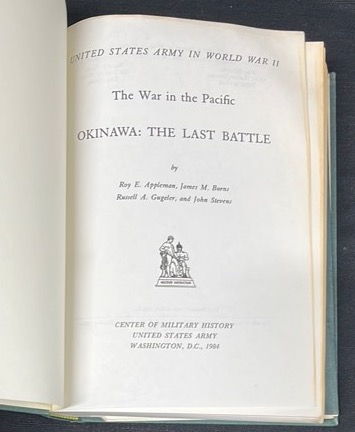 UNITED STATES ARMY IN WORLD WAR II
The War in the Pacific
OKINAWA: THE LAST BATTLE
by
Roy E. Appleman, James M. Burns
Russell A. Gugeler, and John Stevens
CENTER OF MILITARY HISTORY
UNITED STATES ARMY
WASHINGTON, D.C., 1984